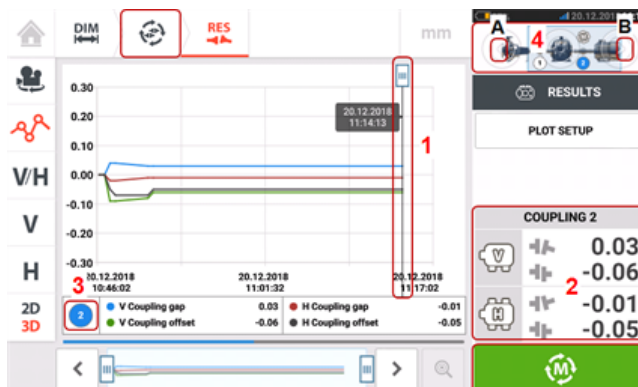 DIM
RES
mm
20.12.2018
A
B
4
1
2
RESULTS
PLOT SETUP
0.30
0.20
0.10
0.00
-0.10
-0.20
-0.30
20.12.2018
11:14:13
1
20.12.2018
10:46:02
20.12.2018
11:01:32
20.12.2018
11:17:02
3
2
V Coupling gap
0.03
H Coupling gap
-0.01
V Coupling offset
-0.06
H Coupling offset
-0.05
V/H
V
H
2D
3D
COUPLING 2
V
0.03
-0.06
2
H
-0.01
-0.05
M